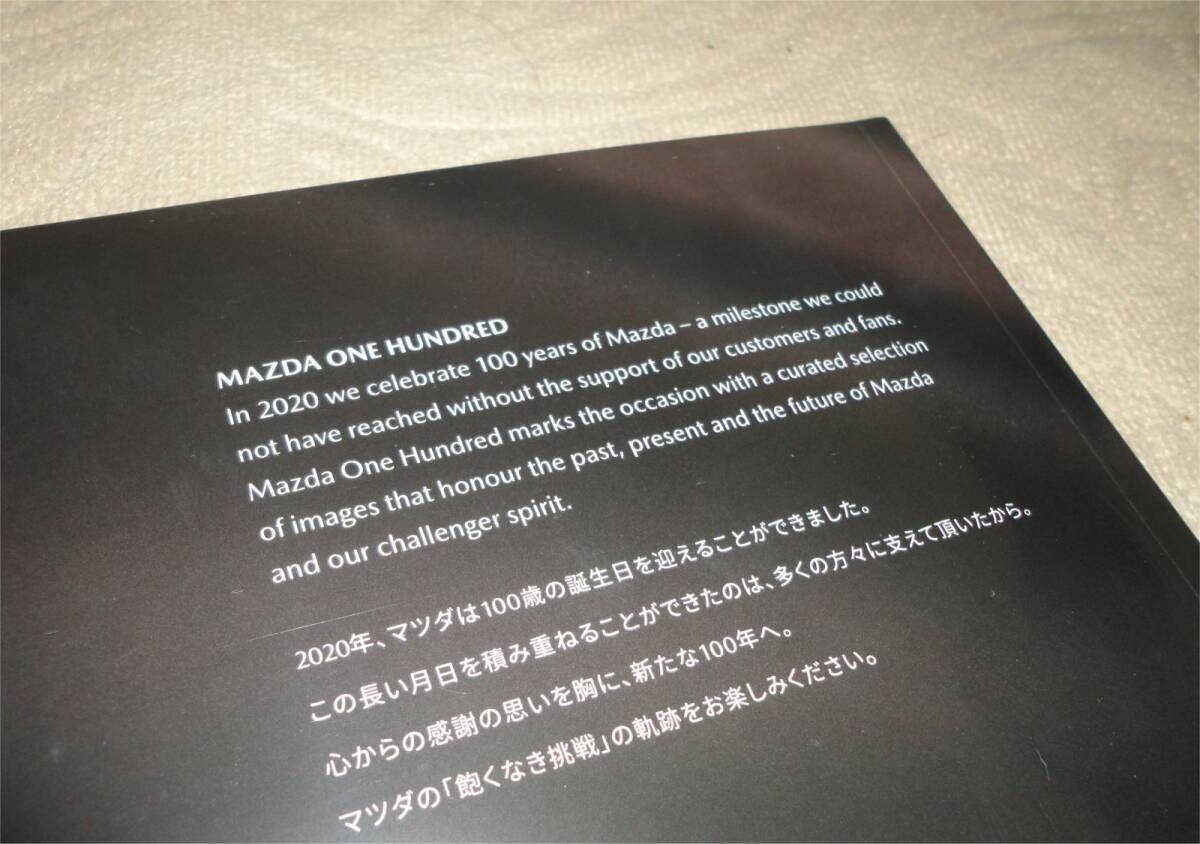 MAZDA ONE HUNDRED
In 2020 we celebrate 100 years of Mazda – a milestone we could
not have reached without the support of our customers and fans.
Mazda One Hundred marks the occasion with a curated selection
of images that honour the past, present and the future of Mazda
and our challenger spirit.
2020年、マツダは100歳の誕生日を迎えることができました。
この長い月日を積み重ねることができたのは、多くの方々に支えて頂いたから。
心からの感謝の思いを胸に、新たな100年へ。
マツダの「飽くなき挑戦」の軌跡をお楽しみください。